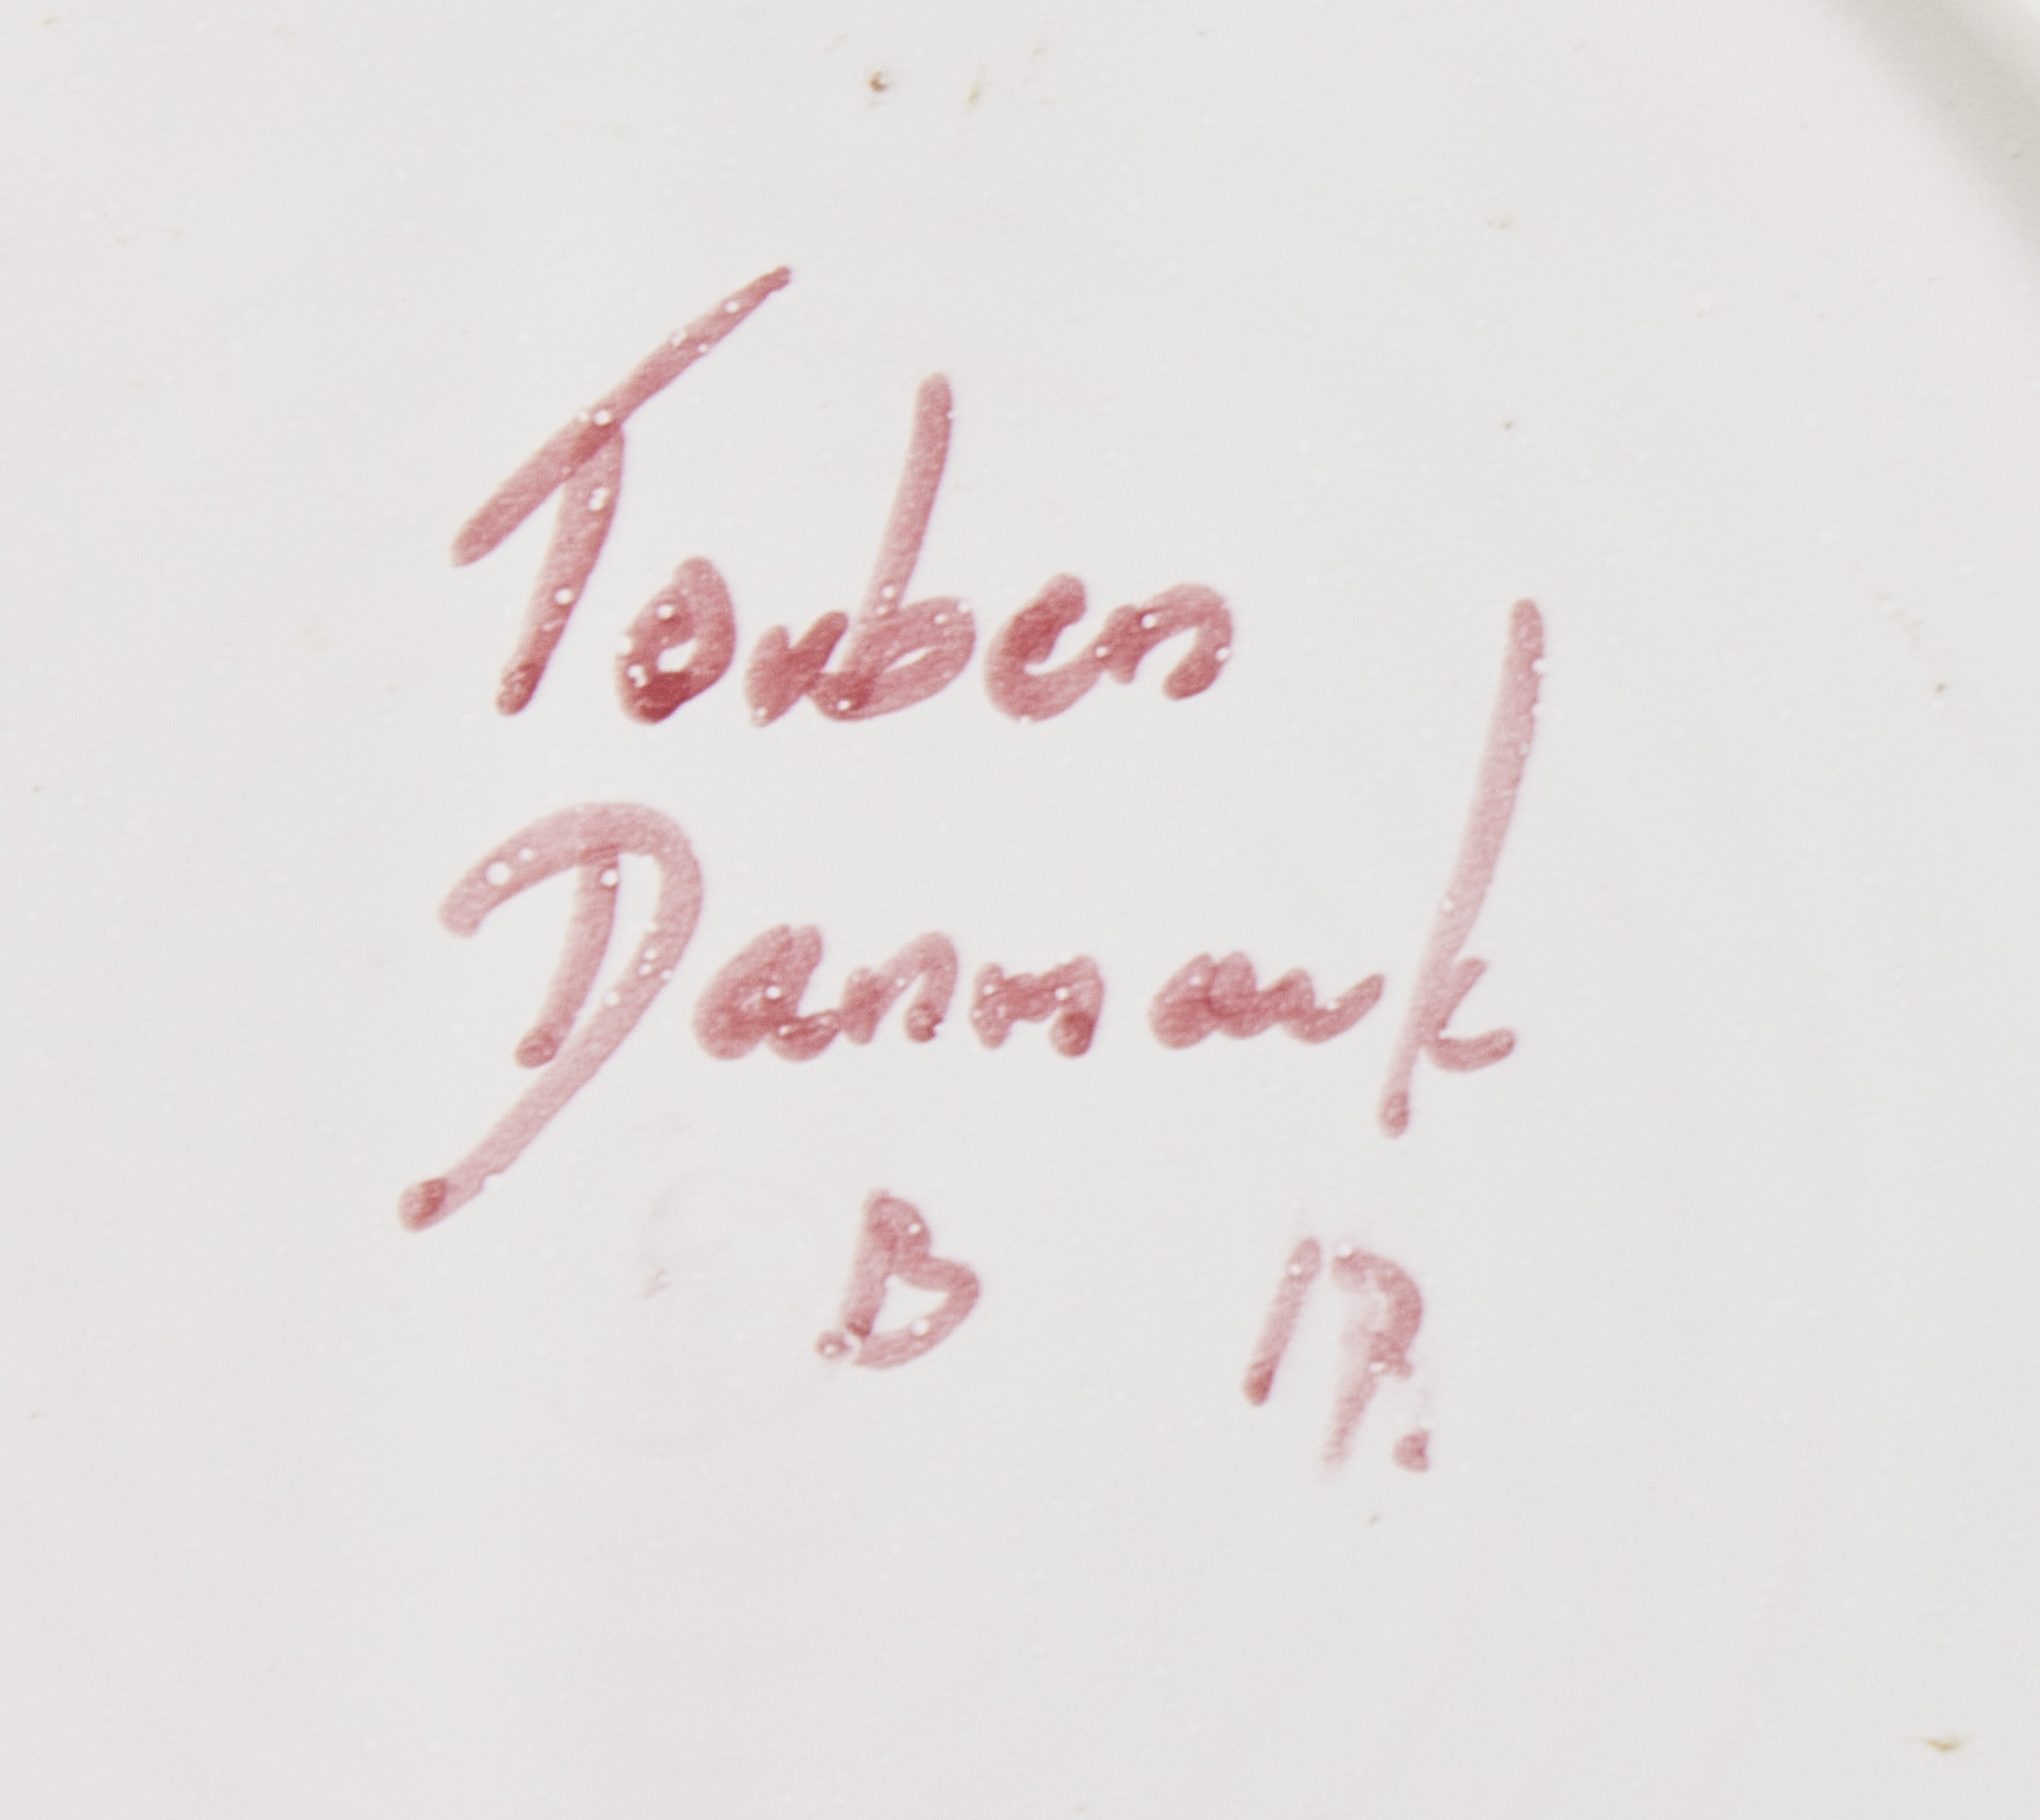 Torben
Danmark
B 17.